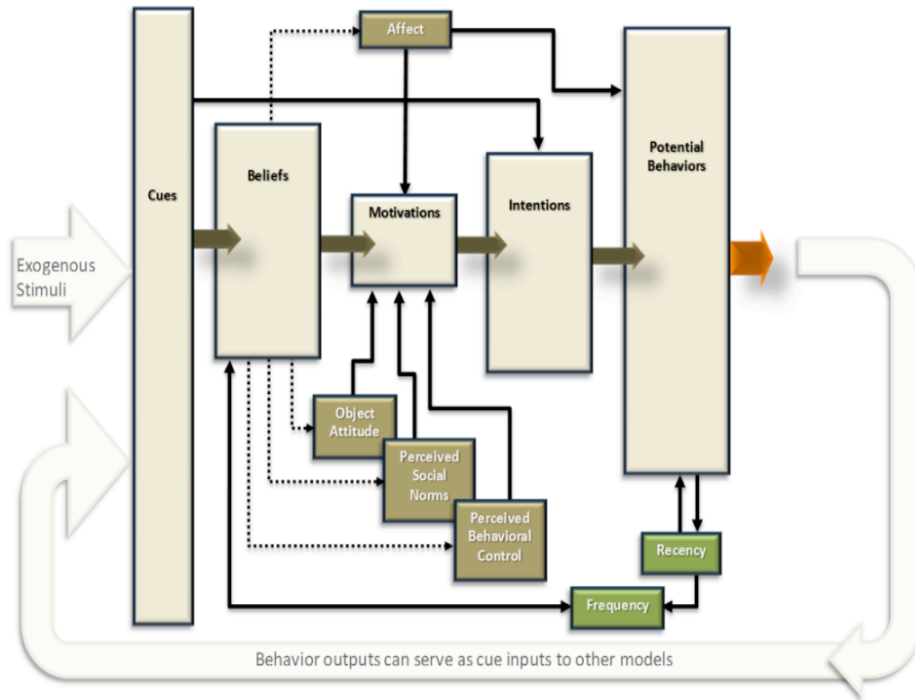 Affect
Potential
Behaviors
Beliefs
Cues
Motivations
Intentions
Exogenous
Stimuli
Object
Attitude
Perceived
Social
Norms
Perceived
Behavioral
Control
Recency
Frequency
Behavior outputs can serve as cue inputs to other models